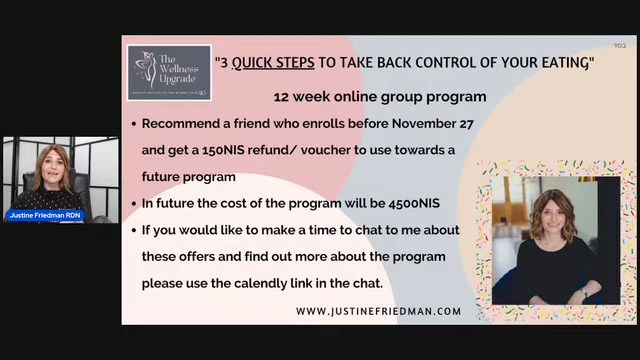 בס"ד
The
Wellness
Upgrade
"3 QUICK STEPS TO TAKE BACK CONTROL OF YOUR EATING"
12 week online group program
• Recommend a friend who enrolls before November 27
and get a 150NIS refund/ voucher to use towards a
future program
• In future the cost of the program will be 4500NIS
• If you would like to make a time to chat to me about
these offers and find out more about the program
please use the calendly link in the chat.
Justine Friedman RDN
WWW.JUSTINEFRIEDMAN.COM